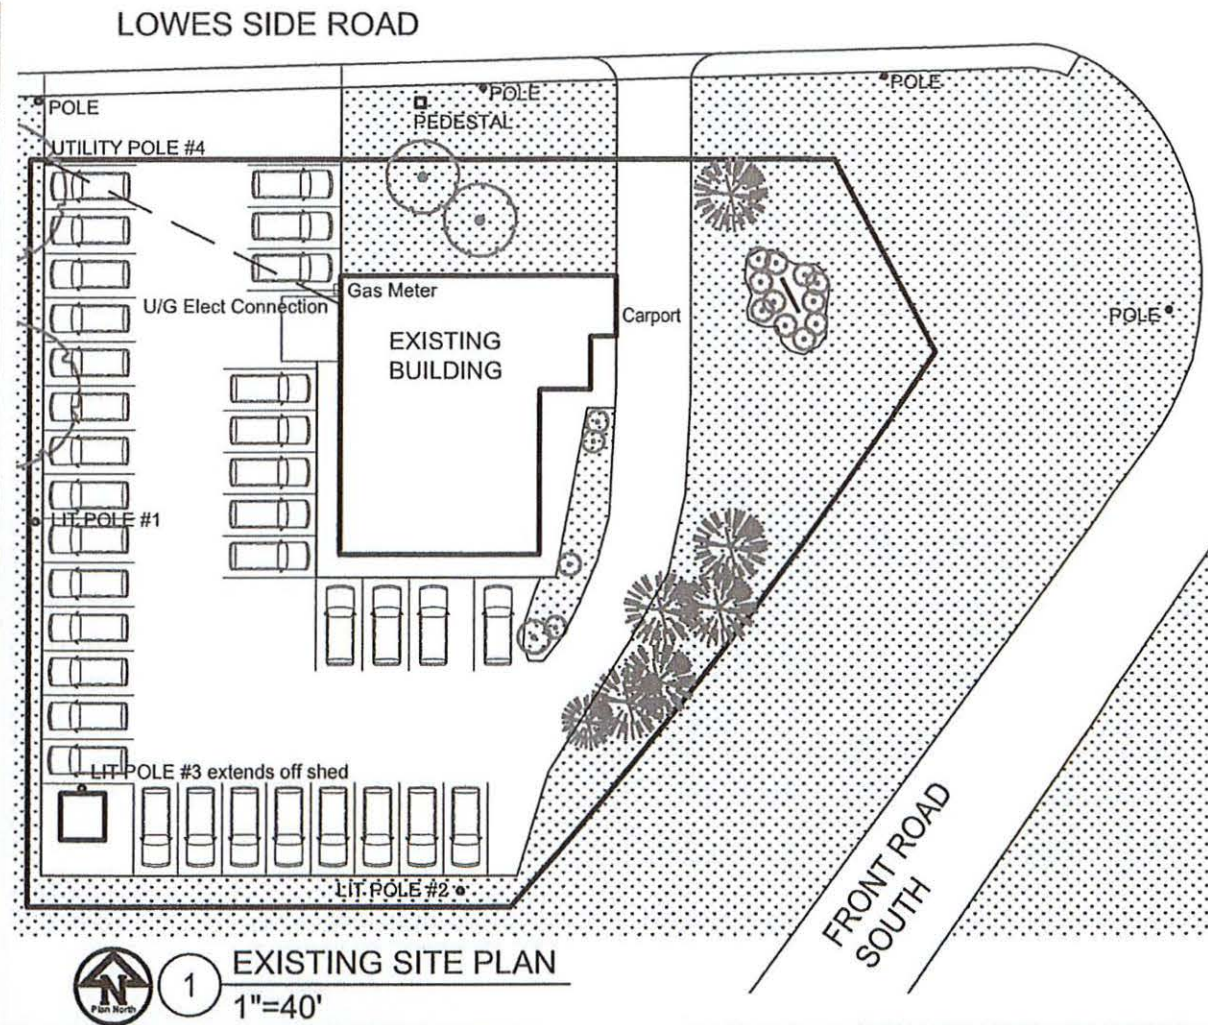 LOWES SIDE ROAD
POLE
POLE
POLE
PEDESTAL
UTILITY POLE #4
Gas Meter
U/G Elect Connection
Carport
POLE
EXISTING
BUILDING
LIT POLE #1
LIT POLE #3 extends off shed
LIT POLE #2
FRONT ROAD
SOUTH
N
Plan North
1
EXISTING SITE PLAN
1"=40'